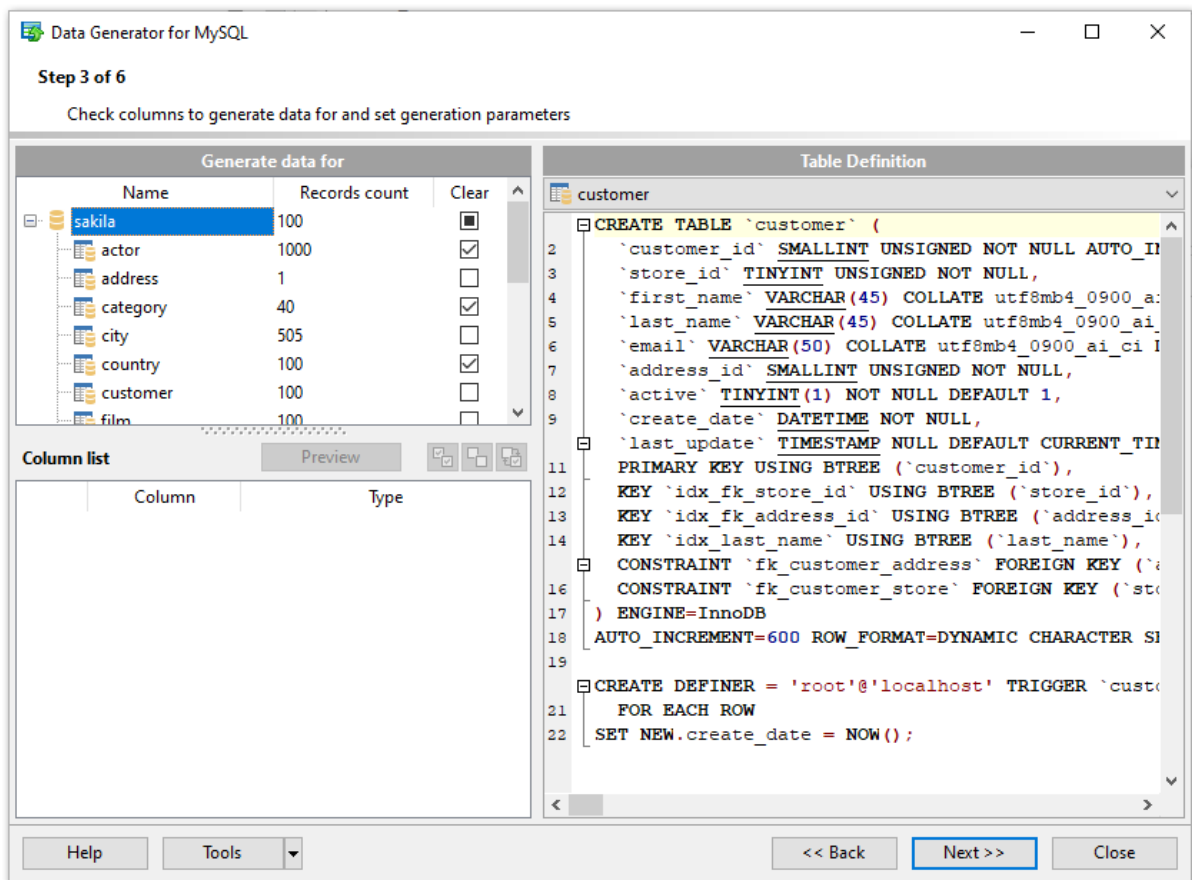 Data Generator for MySQL
Step 3 of 6
Check columns to generate data for and set generation parameters
Generate data for
Name Records count Clear
sakila 100
actor 1000
address 1
category 40
city 505
country 100
customer 100
film 100
Column list Preview
Column Type
Table Definition
customer
CREATE TABLE `customer` (
2 `customer_id` SMALLINT UNSIGNED NOT NULL AUTO_IN
3 `store_id` TINYINT UNSIGNED NOT NULL,
4 `first_name` VARCHAR(45) COLLATE utf8mb4_0900_a
5 `last_name` VARCHAR(45) COLLATE utf8mb4_0900_ai_
6 `email` VARCHAR(50) COLLATE utf8mb4_0900_ai_ci
7 `address_id` SMALLINT UNSIGNED NOT NULL,
8 `active` TINYINT(1) NOT NULL DEFAULT 1,
9 `create_date` DATETIME NOT NULL,
`last_update` TIMESTAMP NULL DEFAULT CURRENT_TIM
11 PRIMARY KEY USING BTREE (`customer_id`),
12 KEY `idx_fk_store_id` USING BTREE (`store_id`),
13 KEY `idx_fk_address_id` USING BTREE (`address_i
14 KEY `idx_last_name` USING BTREE (`last_name`),
CONSTRAINT `fk_customer_address` FOREIGN KEY (`a
16 CONSTRAINT `fk_customer_store` FOREIGN KEY (`sto
17 ) ENGINE=InnoDB
18 AUTO_INCREMENT=600 ROW_FORMAT=DYNAMIC CHARACTER SE
19
CREATE DEFINER = 'root'@'localhost' TRIGGER `custo
21 FOR EACH ROW
22 SET NEW.create_date = NOW();
Help Tools << Back Next >> Close